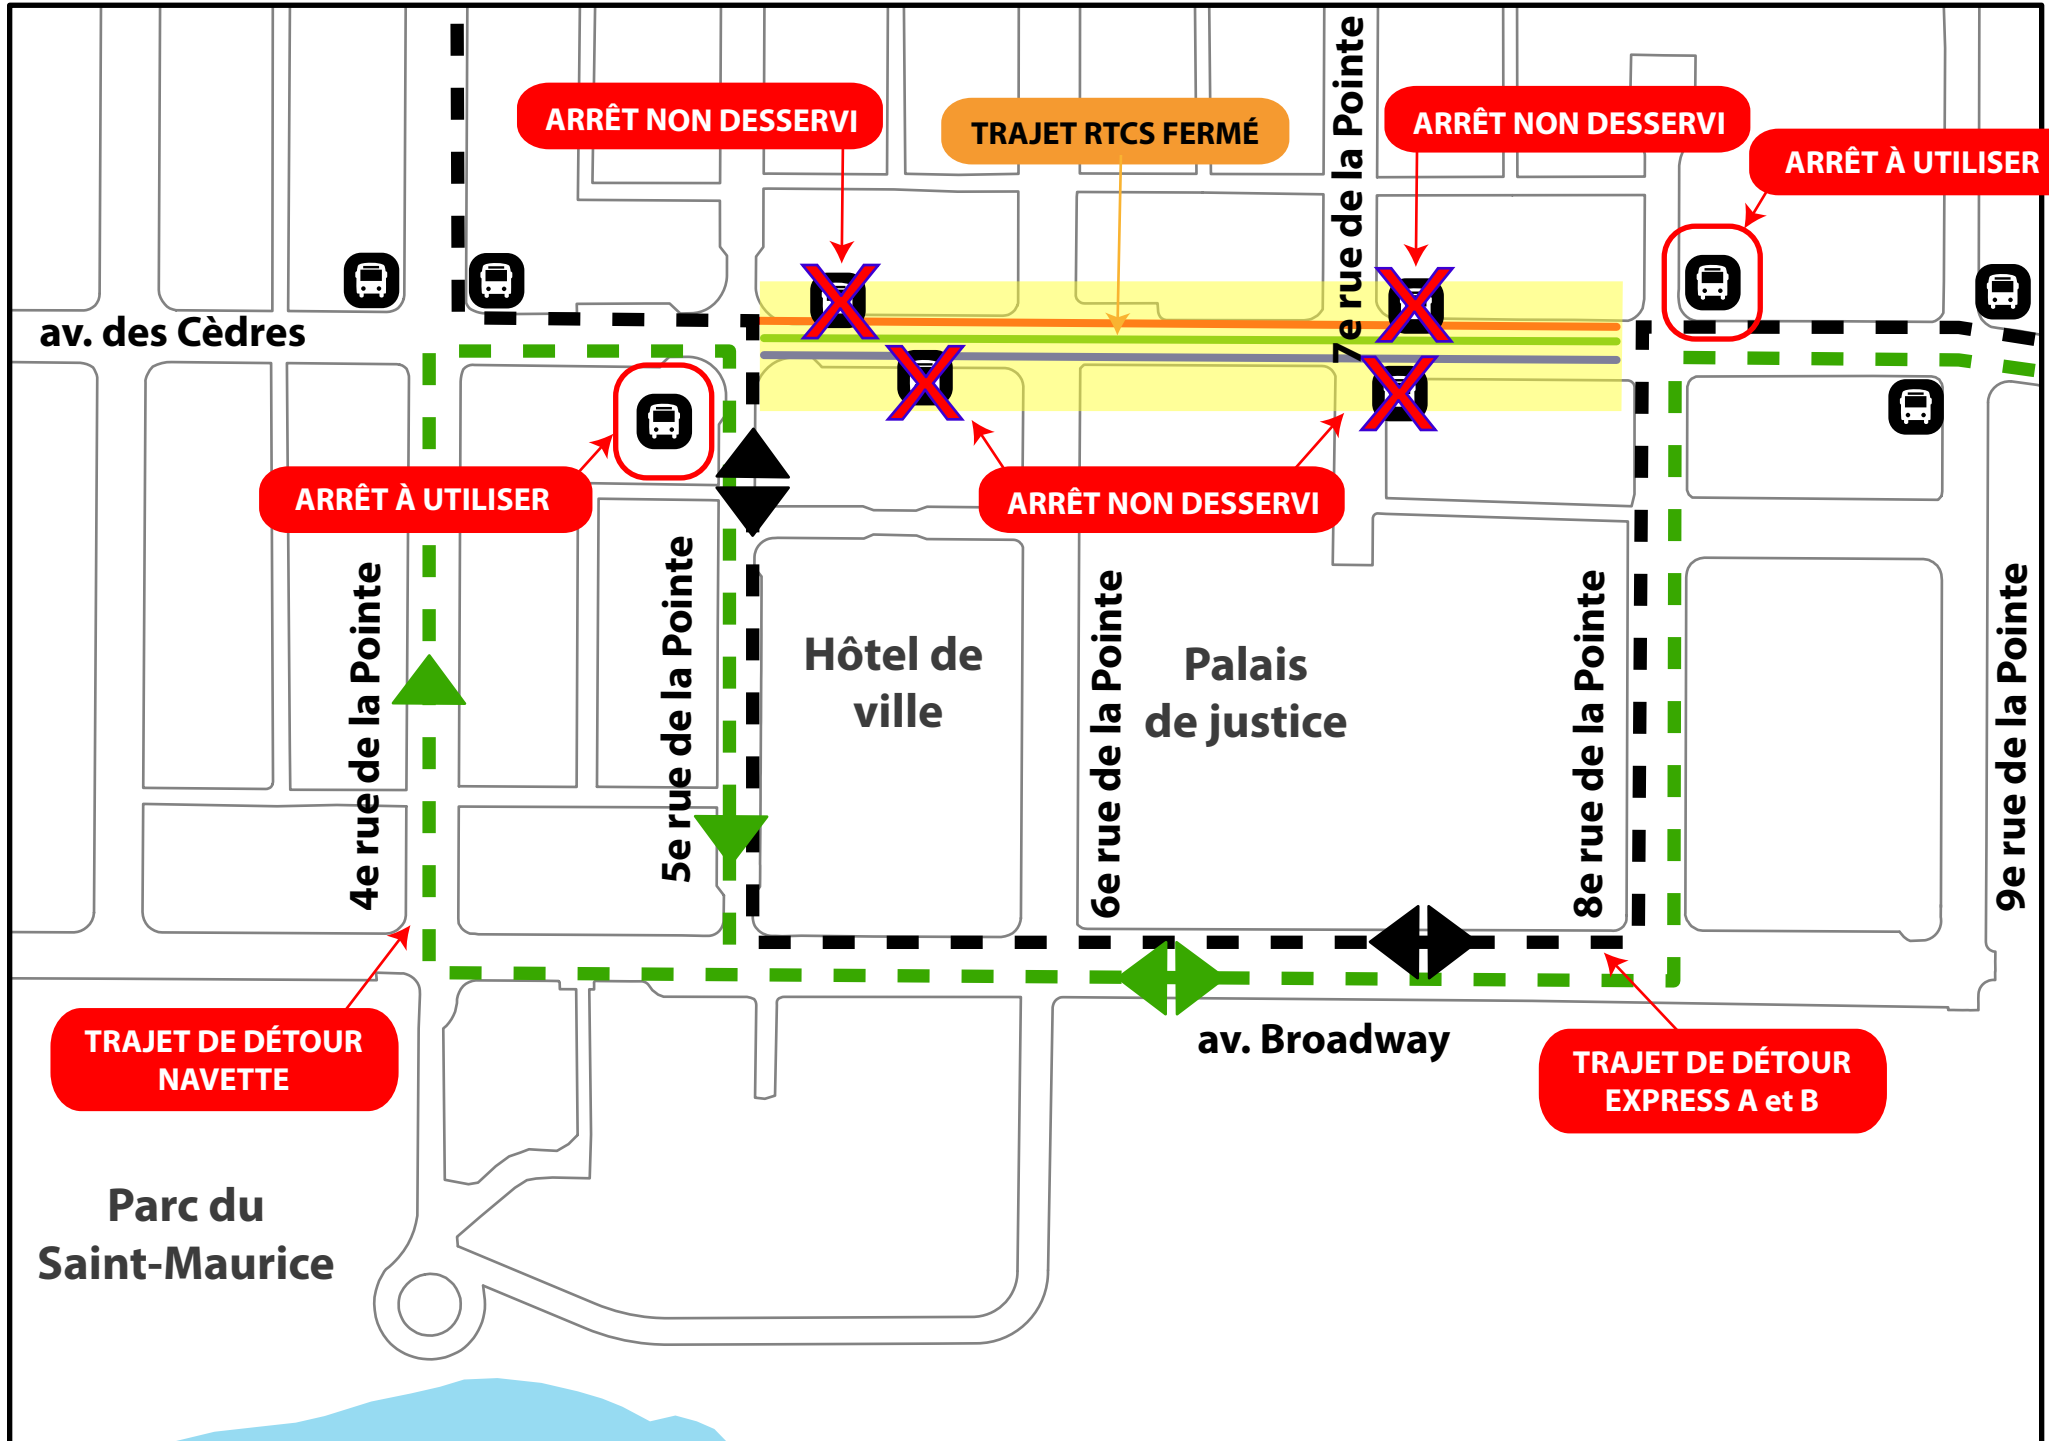 ARRÊT NON DESSERVI
TRAJET RTCS FERMÉ
7e rue de la Pointe
ARRÊT NON DESSERVI
ARRÊT À UTILISER
av. des Cèdres
ARRÊT À UTILISER
ARRÊT NON DESSERVI
4e rue de la Pointe
5e rue de la Pointe
Hôtel de
ville
6e rue de la Pointe
Palais
de justice
8e rue de la Pointe
9e rue de la Pointe
TRAJET DE DÉTOUR
NAVETTE
av. Broadway
TRAJET DE DÉTOUR
EXPRESS A et B
Parc du
Saint-Maurice